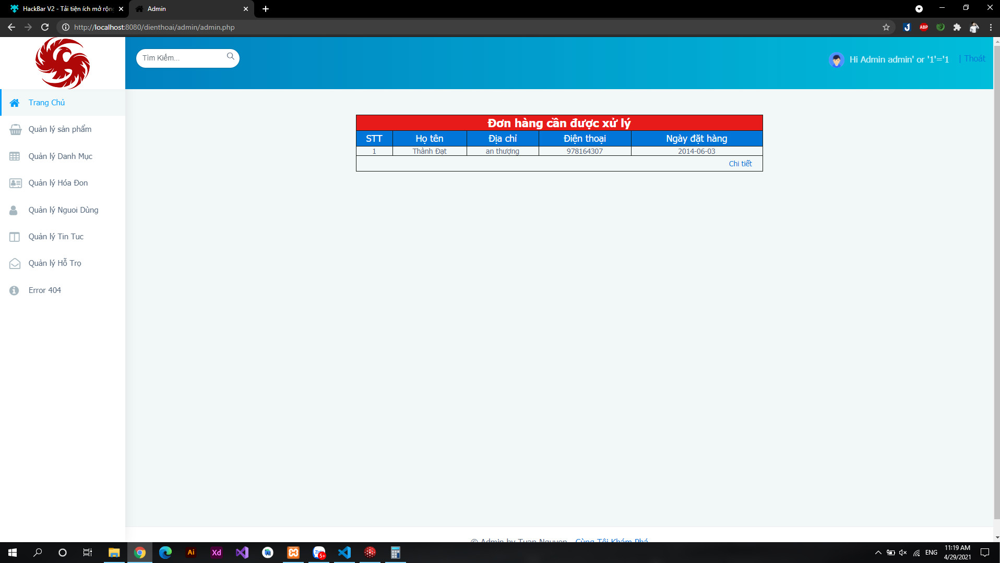 HackBar V2 - Tải tiện ích mở rộng
Admin
http://localhost:8080/dienthoai/admin/admin.php
ABP
Tìm Kiếm...
Hi Admin admin' or '1'='1
| Thoát
Trang Chủ
Quản lý sản phẩm
Quản lý Danh Mục
Quản lý Hóa Đon
Quản lý Nguoi Dùng
Quản lý Tin Tuc
Quản lý Hỗ Trọ
Error 404
Đơn hàng cần được xử lý
STT Họ tên Địa chỉ Điện thoại Ngày đặt hàng
1 Thành Đạt an thượng 978164307 2014-06-03
Chi tiết
© Admin by Tuan Nguyen - Cùng Tôi Khám Phá
Ai
Xd
5+
ENG
11:19 AM
4/29/2021